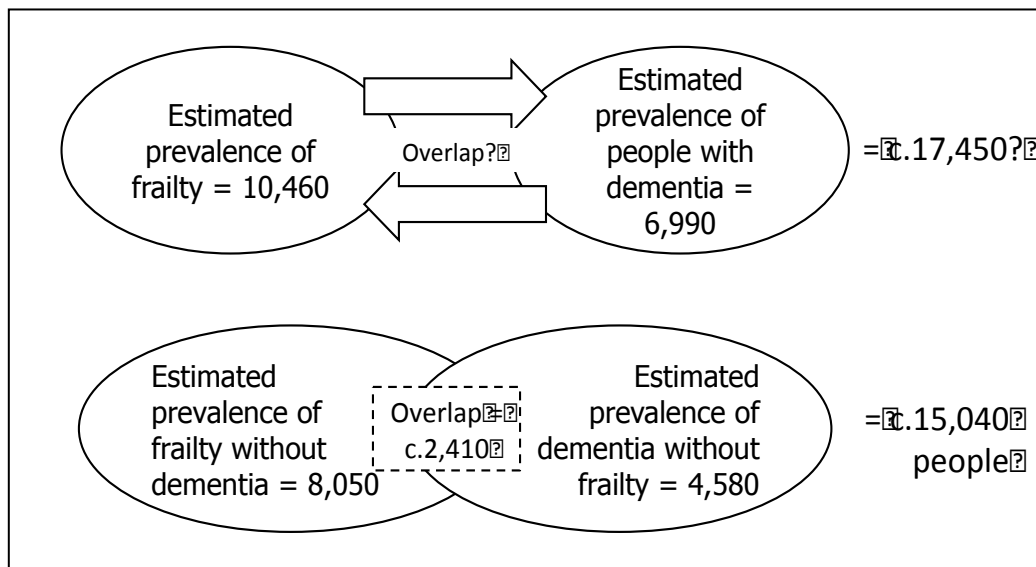 Estimated
prevalence of
frailty = 10,460
Overlap?
Estimated
prevalence of
people with
dementia =
6,990
= c.17,450?
Estimated
prevalence of
frailty without
dementia = 8,050
Overlap =
c.2,410
Estimated
prevalence of
dementia without
frailty = 4,580
= c.15,040
people